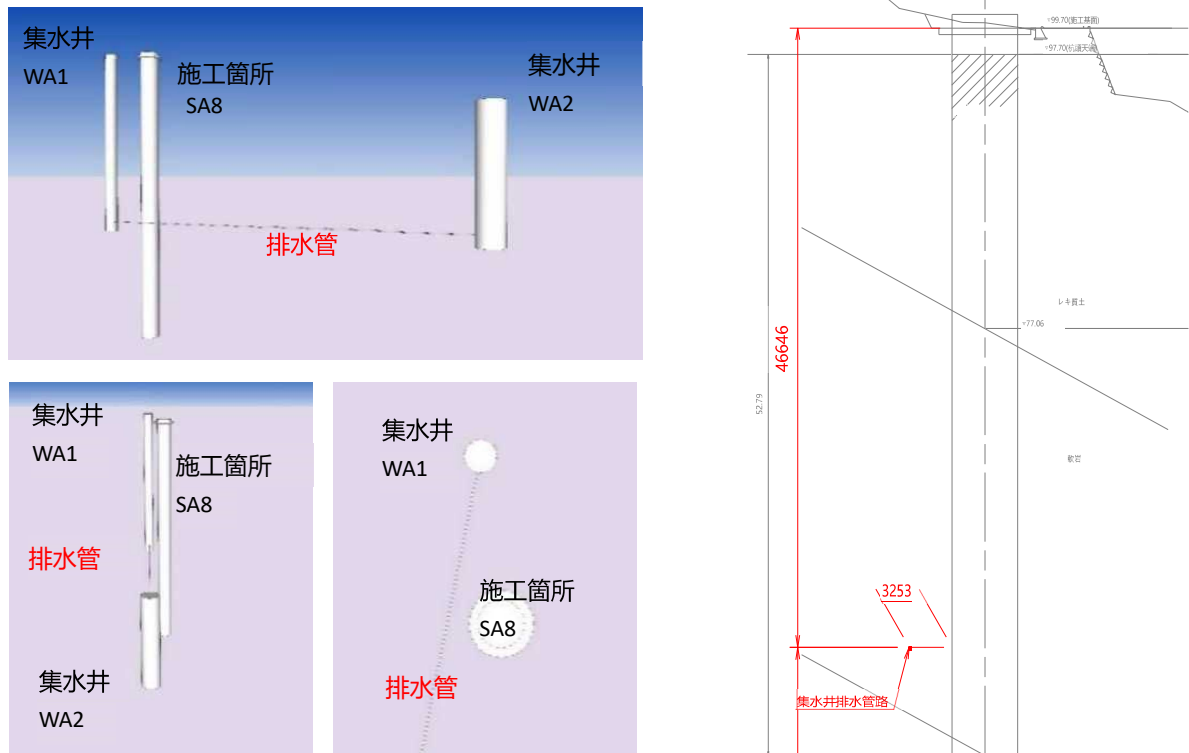 集水井
WA1
施工箇所
SA8
集水井
WA2
排水管
集水井
WA1
施工箇所
SA8
排水管
集水井
WA2
集水井
WA1
施工箇所
SA8
排水管
▽99.70(施工基面)
▽97.70(杭頭天端)
レキ質土
▽77.06
46646
52.79
軟岩
3253
集水井排水管路